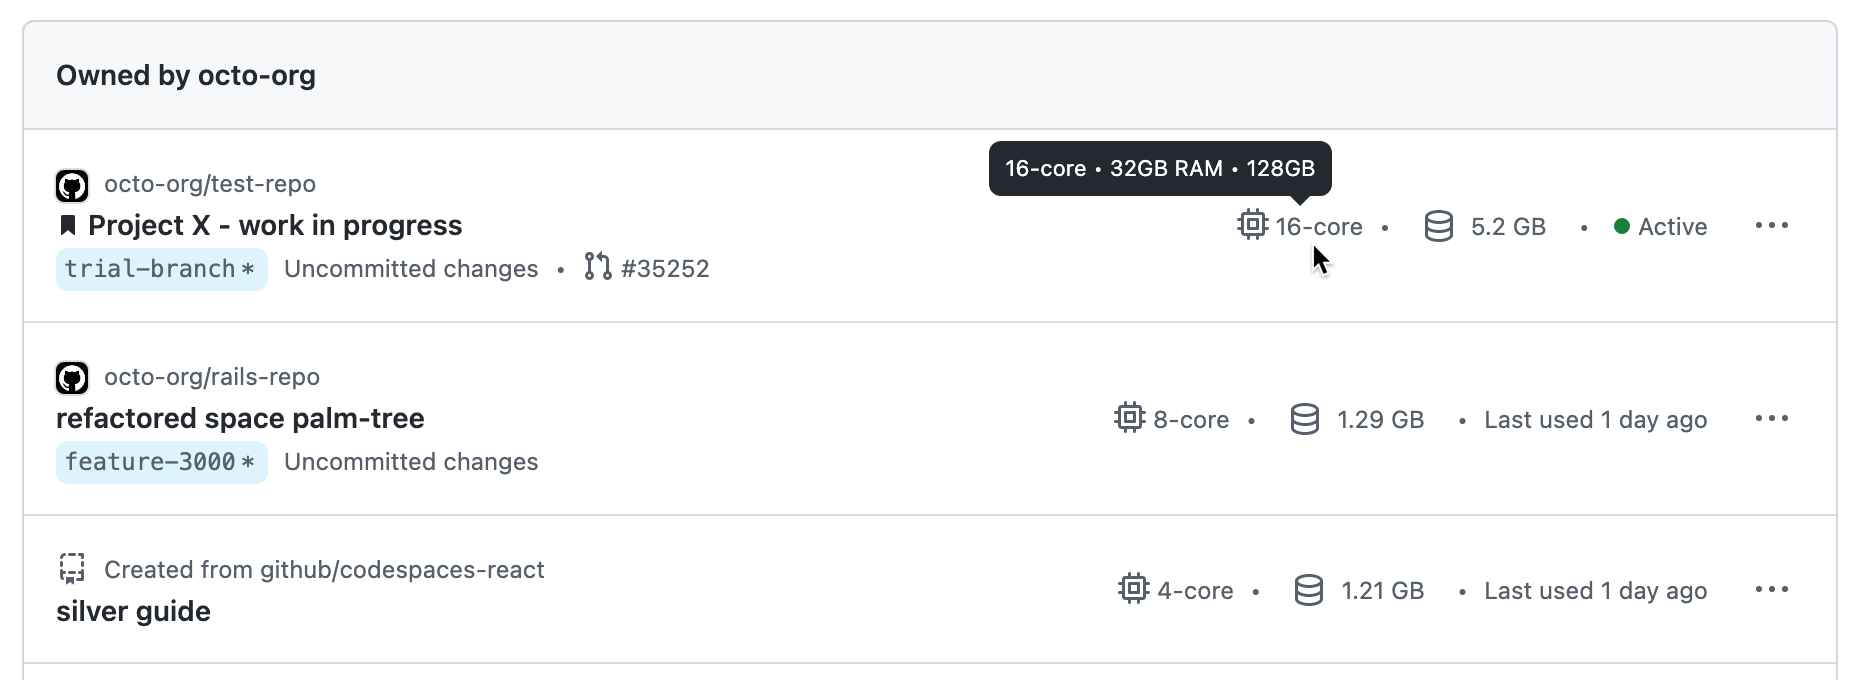 Owned by octo-org
16-core • 32GB RAM • 128GB
octo-org/test-repo
Project X - work in progress
16-core • 5.2 GB • Active
trial-branch* Uncommitted changes • #35252
octo-org/rails-repo
refactored space palm-tree
8-core • 1.29 GB • Last used 1 day ago
feature-3000* Uncommitted changes
Created from github/codespaces-react
4-core • 1.21 GB • Last used 1 day ago
silver guide